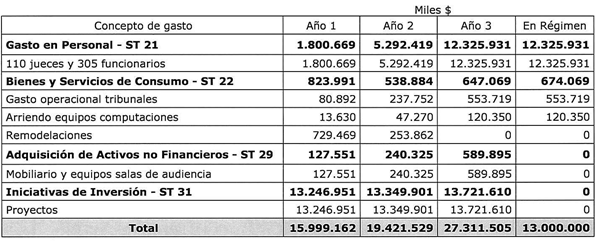 Miles $
Concepto de gasto Año 1 Año 2 Año 3 En Régimen
Gasto en Personal - ST 21 1.800.669 5.292.419 12.325.931 12.325.931
110 jueces y 305 funcionarios 1.800.669 5.292.419 12.325.931 12.325.931
Bienes y Servicios de Consumo - ST 22 823.991 538.884 647.069 674.069
Gasto operacional tribunales 80.892 237.752 553.719 553.719
Arriendo equipos computaciones 13.630 47.270 120.350 120.350
Remodelaciones 729.469 253.862 0 0
Adquisición de Activos no Financieros - ST 29 127.551 240.325 589.895 0
Mobiliario y equipos salas de audiencia 127.551 240.325 589.895 0
Iniciativas de Inversión - ST 31 13.246.951 13.349.901 13.721.610 0
Proyectos 13.246.951 13.349.901 13.721.610 0
Total 15.999.162 19.421.529 27.311.505 13.000.000